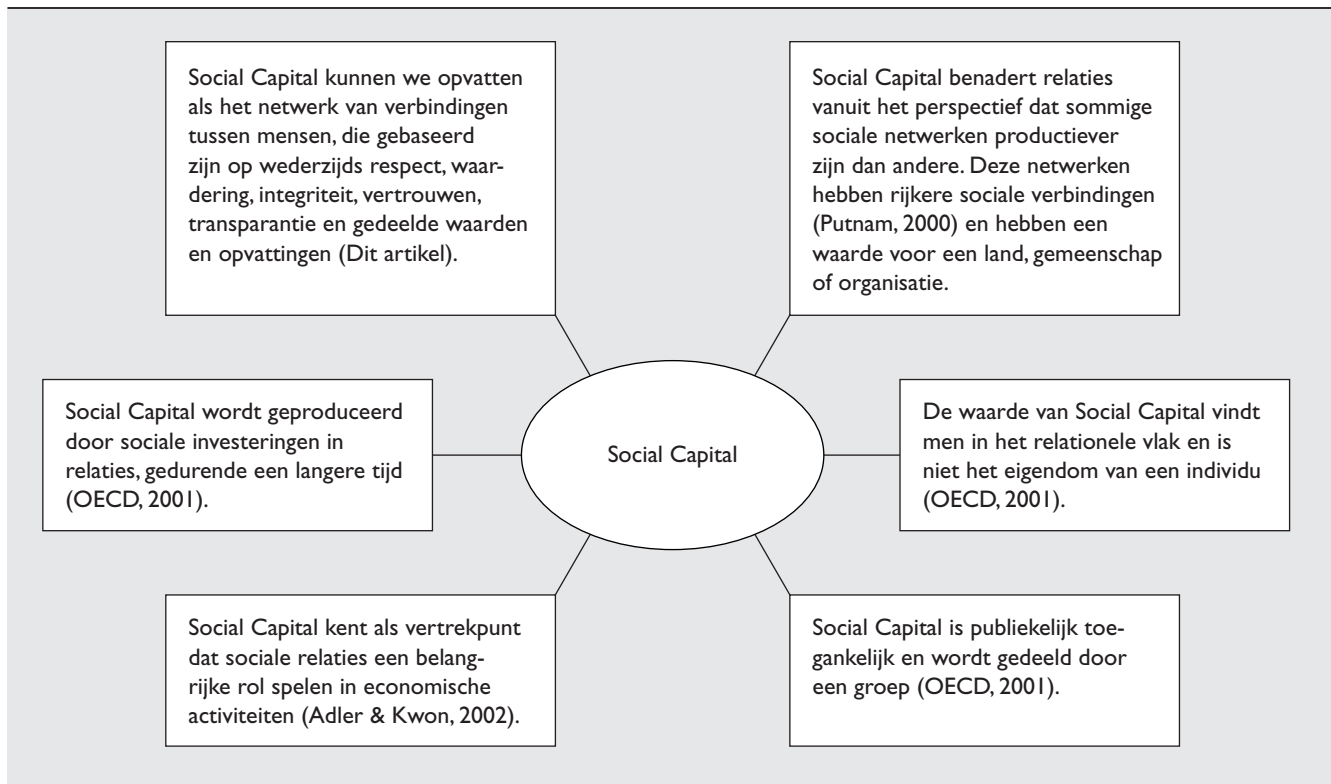 Social Capital kunnen we opvatten
als het netwerk van verbindingen
tussen mensen, die gebaseerd
zijn op wederzijds respect, waar-
dering, integriteit, vertrouwen,
transparantie en gedeelde waarden
en opvattingen (Dit artikel).
Social Capital benadert relaties
vanuit het perspectief dat sommige
sociale netwerken productiever
zijn dan andere. Deze netwerken
hebben rijkere sociale verbindingen
(Putnam, 2000) en hebben een
waarde voor een land, gemeenschap
of organisatie.
Social Capital wordt geproduceerd
door sociale investeringen in
relaties, gedurende een langere tijd
(OECD, 2001).
Social Capital
De waarde van Social Capital vindt
men in het relationele vlak en is
niet het eigendom van een individu
(OECD, 2001).
Social Capital kent als vertrekpunt
dat sociale relaties een belang-
rijke rol spelen in economische
activiteiten (Adler & Kwon, 2002).
Social Capital is publiekelijk toe-
gankelijk en wordt gedeeld door
een groep (OECD, 2001).